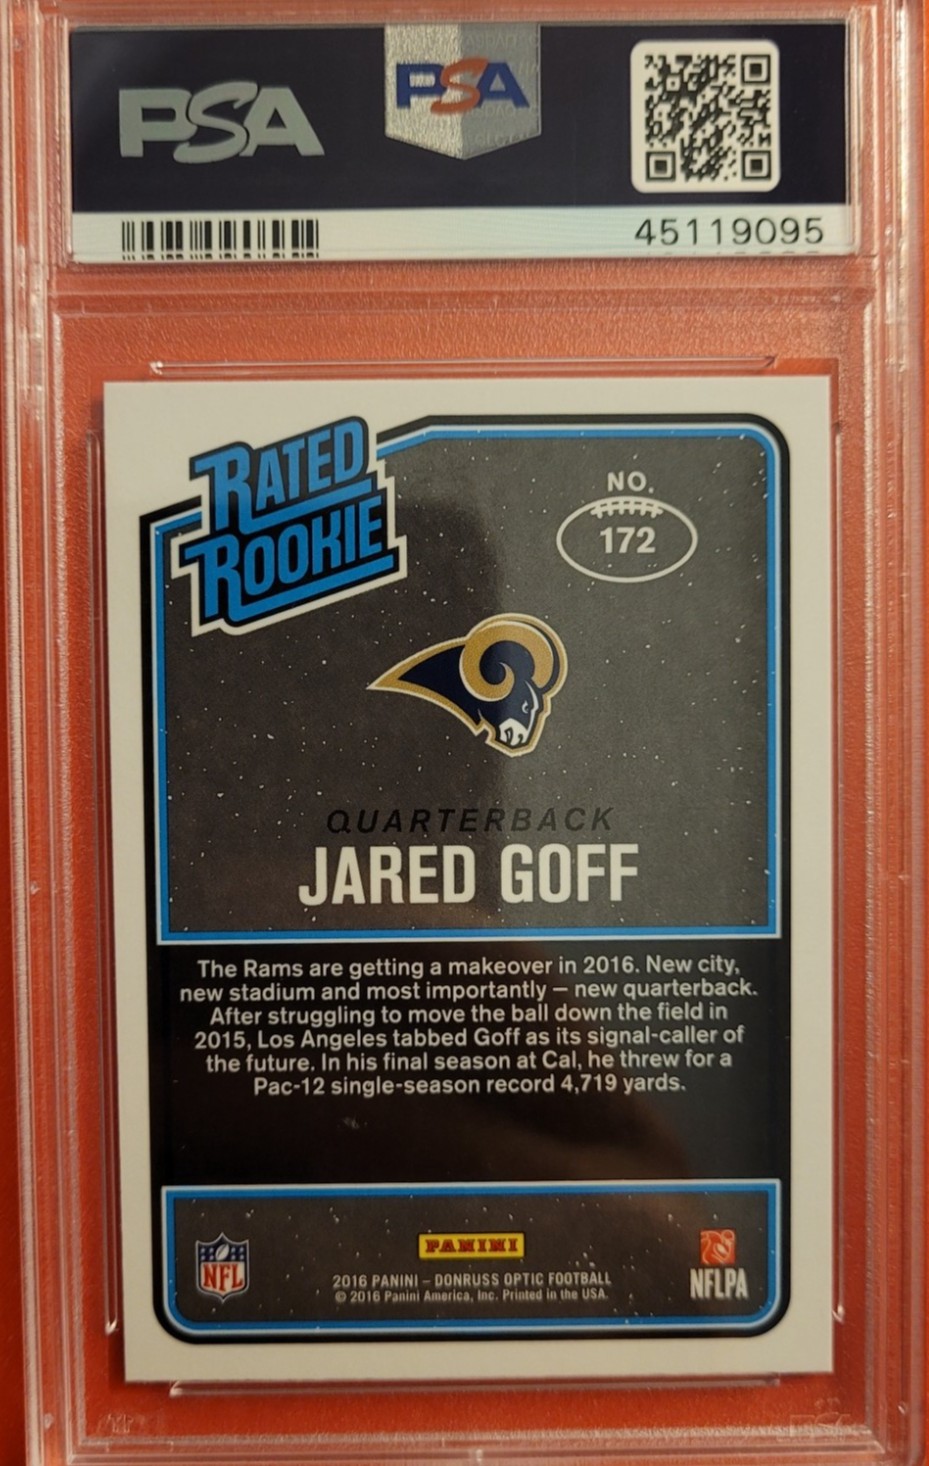 PSA
PSA
45119095
RATED
ROOKIE
NO.
172
QUARTERBACK
JARED GOFF
The Rams are getting a makeover in 2016. New city,
new stadium and most importantly – new quarterback.
After struggling to move the ball down the field in
2015, Los Angeles tabbed Goff as its signal-caller of
the future. In his final season at Cal, he threw for a
Pac-12 single-season record 4,719 yards.
NFL
PANINI
2016 PANINI – DONRUSS OPTIC FOOTBALL
© 2016 Panini America, Inc. Printed in the USA.
NFLPA